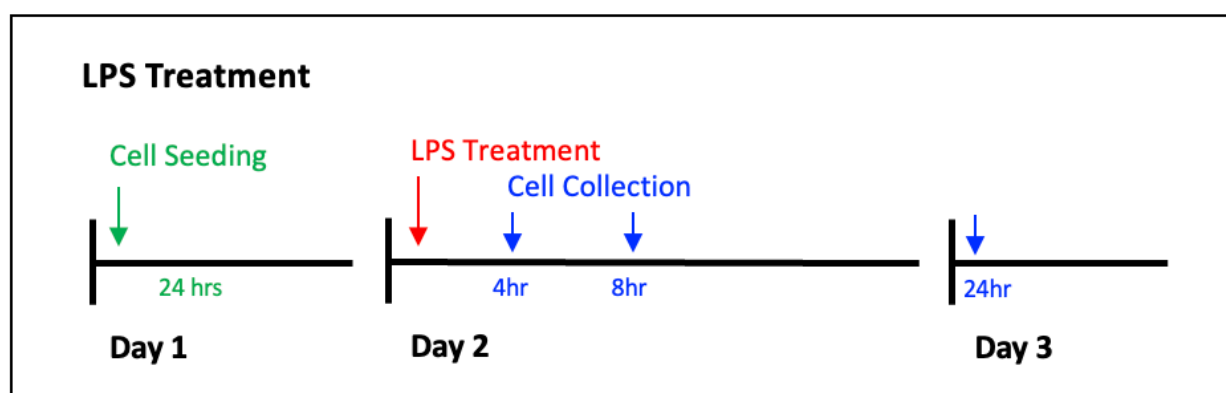 LPS Treatment
Cell Seeding
LPS Treatment
Cell Collection
24 hrs
4hr
8hr
24hr
Day 1
Day 2
Day 3